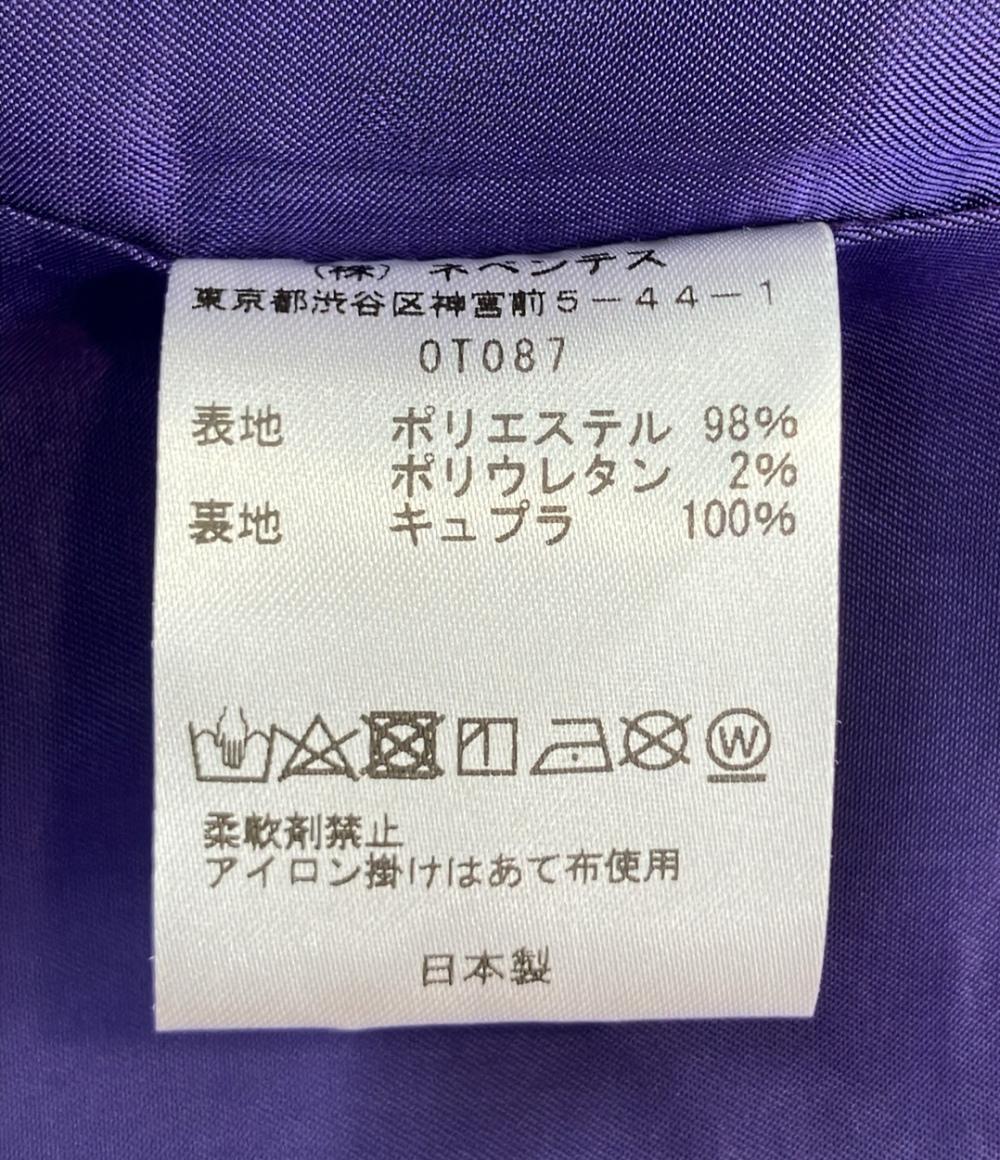 (株) ネペンテス
東京都渋谷区神宮前5-44-1
0T087
表地 ポリエステル 98%
ポリウレタン 2%
裏地 キュプラ 100%
W
柔軟剤禁止
アイロン掛けはあて布使用
日本製